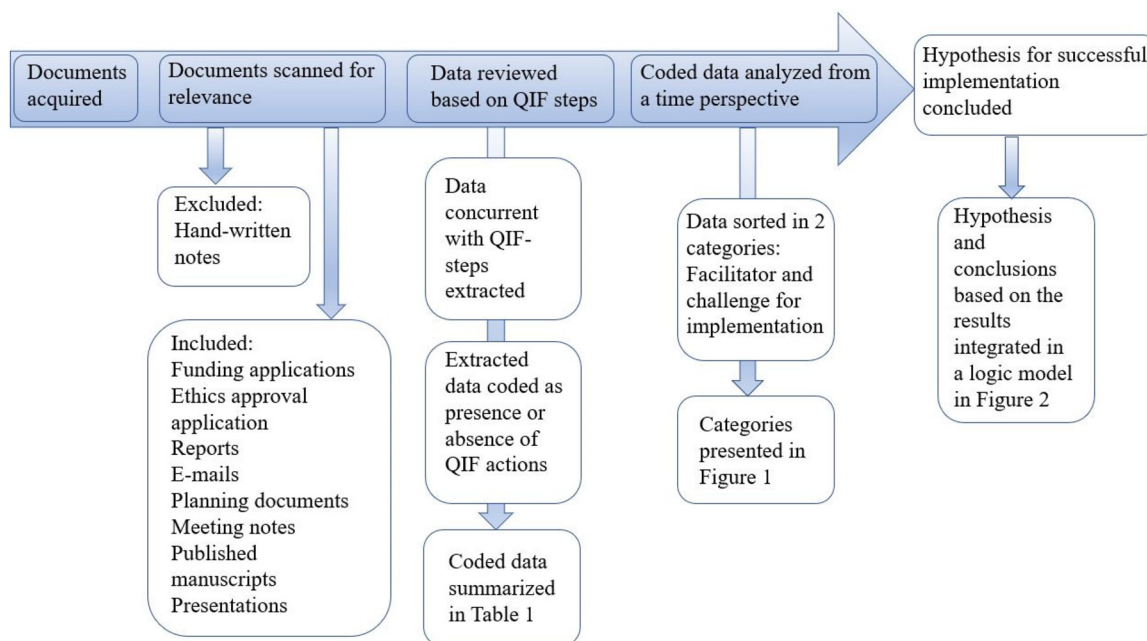 Documents
acquired
Documents scanned for
relevance
Data reviewed
based on QIF steps
Coded data analyzed from
a time perspective
Hypothesis for successful
implementation
concluded
Excluded:
Hand-written
notes
Included:
Funding applications
Ethics approval
application
Reports
E-mails
Planning documents
Meeting notes
Published
manuscripts
Presentations
Data
concurrent
with QIF-
steps
extracted
Extracted
data coded as
presence or
absence of
QIF actions
Coded data
summarized
in Table 1
Data sorted in 2
categories:
Facilitator and
challenge for
implementation
Categories
presented in
Figure 1
Hypothesis
and
conclusions
based on the
results
integrated in
a logic model
in Figure 2